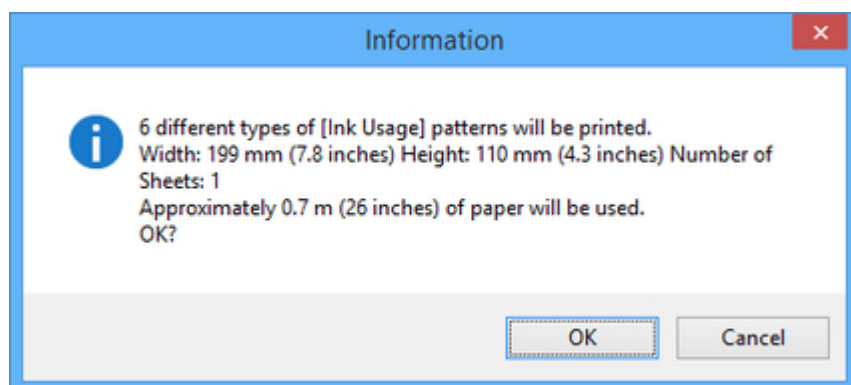 Information
6 different types of [Ink Usage] patterns will be printed.
Width: 199 mm (7.8 inches) Height: 110 mm (4.3 inches) Number of
Sheets: 1
Approximately 0.7 m (26 inches) of paper will be used.
OK?
OK
Cancel